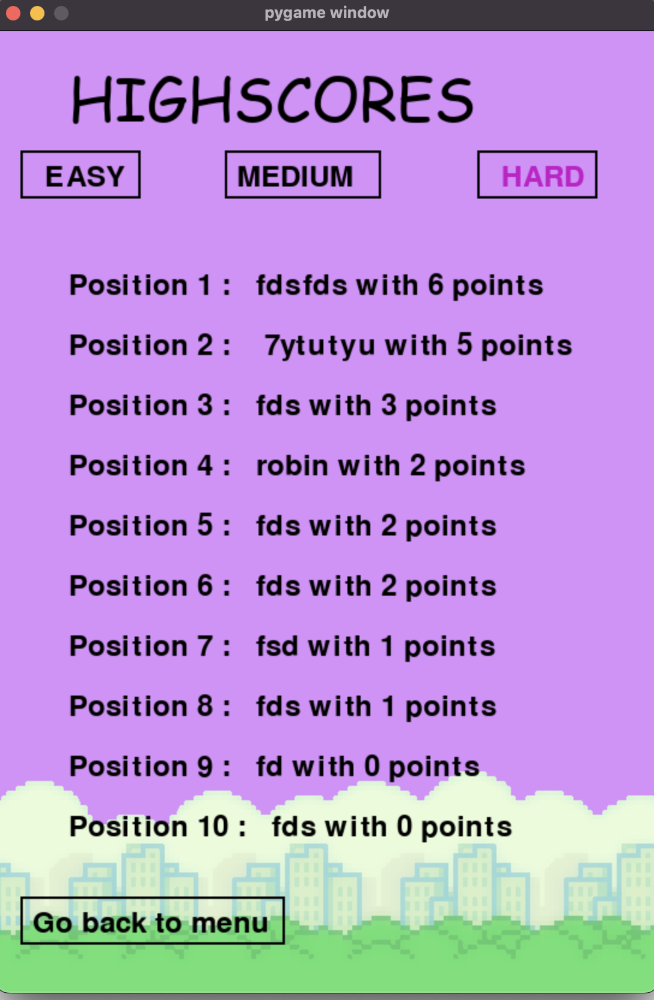 pygame window
HIGHSCORES
EASY MEDIUM HARD
Position 1 : fdsfds with 6 points
Position 2 : 7ytutyu with 5 points
Position 3 : fds with 3 points
Position 4 : robin with 2 points
Position 5 : fds with 2 points
Position 6 : fds with 2 points
Position 7 : fsd with 1 points
Position 8 : fds with 1 points
Position 9 : fd with 0 points
Position 10 : fds with 0 points
Go back to menu